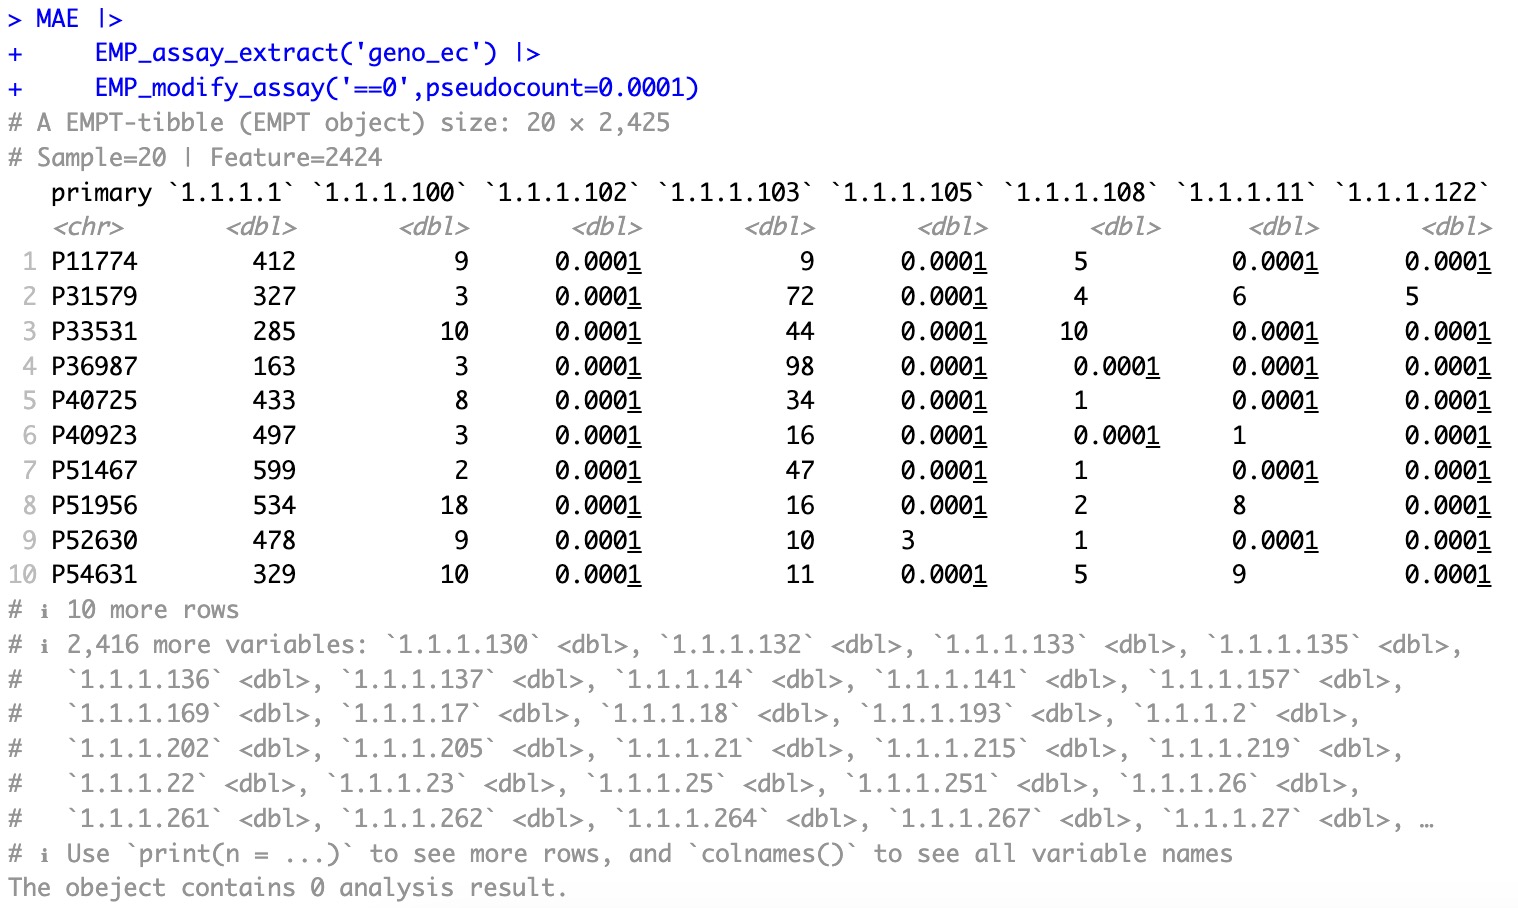 > MAE |>
+     EMP_assay_extract('geno_ec') |>
+     EMP_modify_assay('==0',pseudocount=0.0001)
# A EMPT-tibble (EMPT object) size: 20 × 2,425
# Sample=20 | Feature=2424
   primary `1.1.1.1` `1.1.1.100` `1.1.1.102` `1.1.1.103` `1.1.1.105` `1.1.1.108` `1.1.1.11` `1.1.1.122`
   <chr>       <dbl>       <dbl>       <dbl>       <dbl>       <dbl>       <dbl>      <dbl>       <dbl>
 1 P11774        412           9      0.0001           9      0.0001      5          0.0001      0.0001
 2 P31579        327           3      0.0001          72      0.0001      4          6           5
 3 P33531        285          10      0.0001          44      0.0001     10          0.0001      0.0001
 4 P36987        163           3      0.0001          98      0.0001      0.0001     0.0001      0.0001
 5 P40725        433           8      0.0001          34      0.0001      1          0.0001      0.0001
 6 P40923        497           3      0.0001          16      0.0001      0.0001     1           0.0001
 7 P51467        599           2      0.0001          47      0.0001      1          0.0001      0.0001
 8 P51956        534          18      0.0001          16      0.0001      2          8           0.0001
 9 P52630        478           9      0.0001          10      3           1          0.0001      0.0001
10 P54631        329          10      0.0001          11      0.0001      5          9           0.0001
# ℹ 10 more rows
# ℹ 2,416 more variables: `1.1.1.130` <dbl>, `1.1.1.132` <dbl>, `1.1.1.133` <dbl>, `1.1.1.135` <dbl>,
#   `1.1.1.136` <dbl>, `1.1.1.137` <dbl>, `1.1.1.14` <dbl>, `1.1.1.141` <dbl>, `1.1.1.157` <dbl>,
#   `1.1.1.169` <dbl>, `1.1.1.17` <dbl>, `1.1.1.18` <dbl>, `1.1.1.193` <dbl>, `1.1.1.2` <dbl>,
#   `1.1.1.202` <dbl>, `1.1.1.205` <dbl>, `1.1.1.21` <dbl>, `1.1.1.215` <dbl>, `1.1.1.219` <dbl>,
#   `1.1.1.22` <dbl>, `1.1.1.23` <dbl>, `1.1.1.25` <dbl>, `1.1.1.251` <dbl>, `1.1.1.26` <dbl>,
#   `1.1.1.261` <dbl>, `1.1.1.262` <dbl>, `1.1.1.264` <dbl>, `1.1.1.267` <dbl>, `1.1.1.27` <dbl>, …
# ℹ Use `print(n = ...)` to see more rows, and `colnames()` to see all variable names
The obeject contains 0 analysis result.